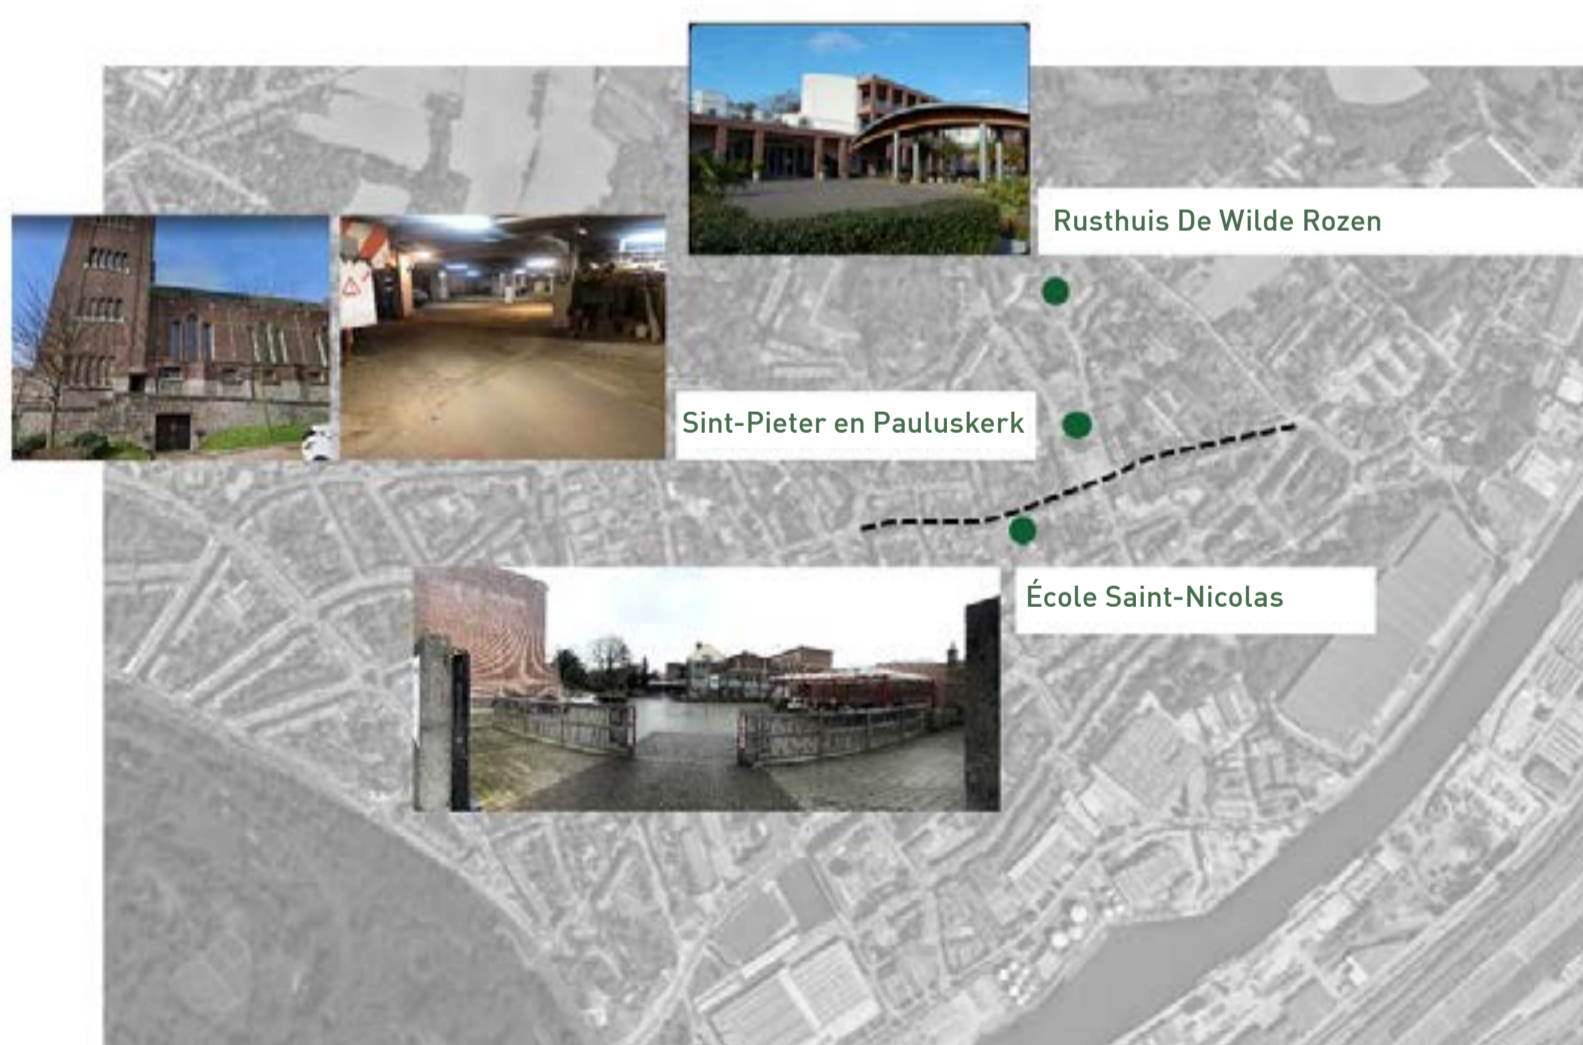 Rusthuis De Wilde Rozen
Sint-Pieter en Pauluskerk
École Saint-Nicolas